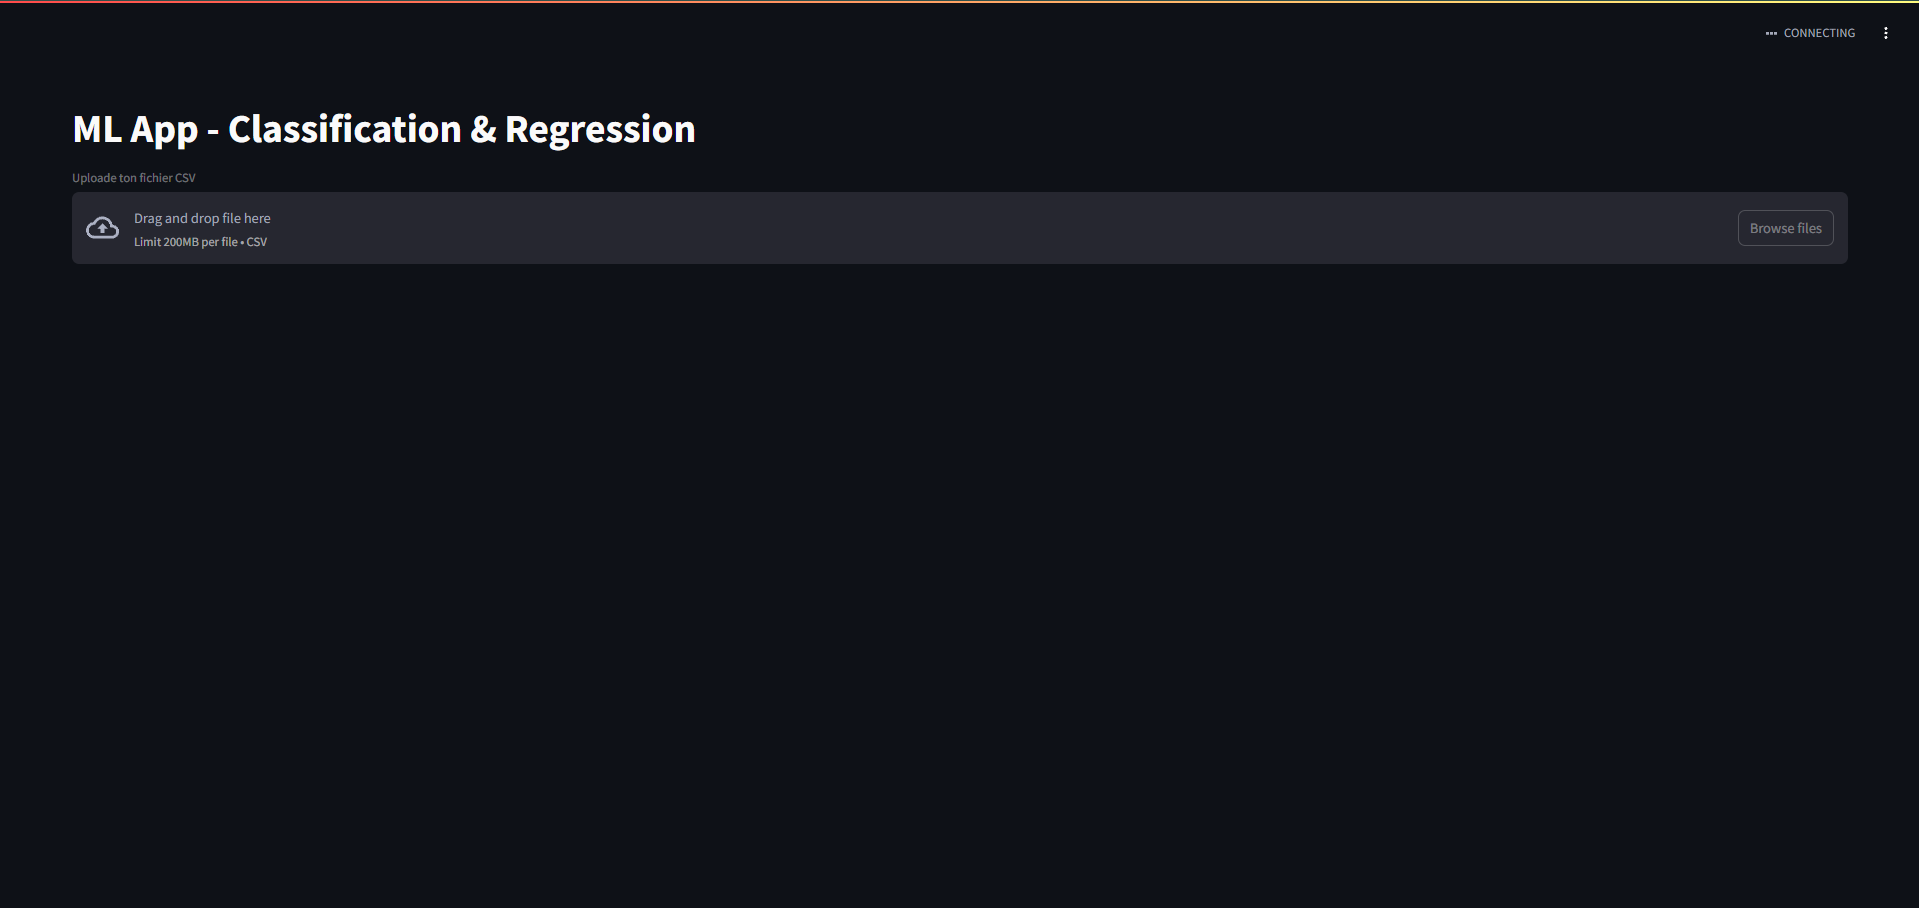 CONNECTING
ML App - Classification & Regression
Uploade ton fichier CSV
Drag and drop file here
Limit 200MB per file • CSV
Browse files